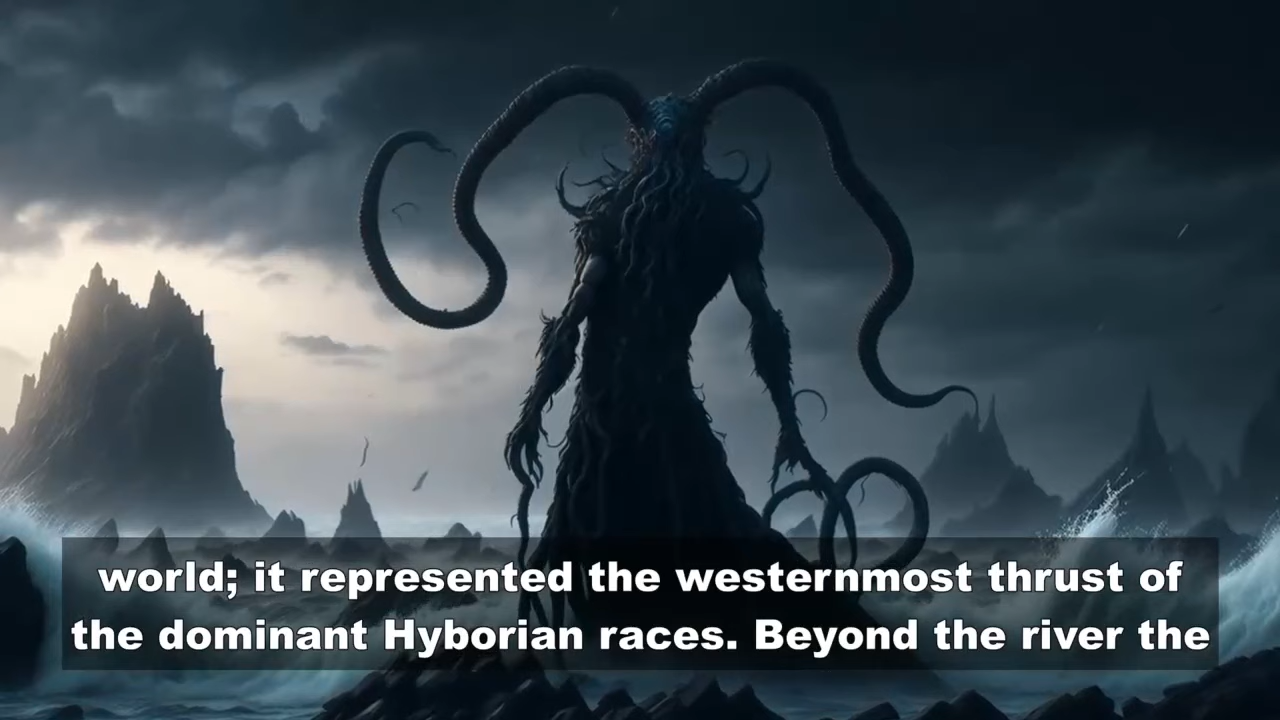 world; it represented the westernmost thrust of
the dominant Hyborian races. Beyond the river the